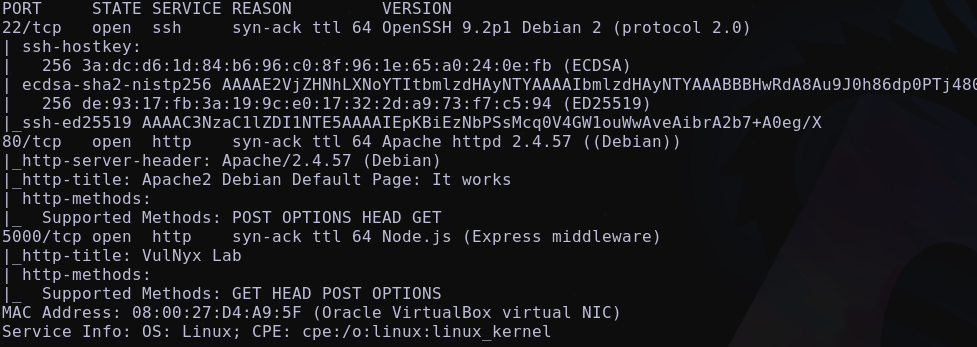 PORT     STATE SERVICE REASON         VERSION
22/tcp   open  ssh     syn-ack ttl 64 OpenSSH 9.2p1 Debian 2 (protocol 2.0)
| ssh-hostkey:
|   256 3a:dc:d6:1d:84:b6:96:c0:8f:96:1e:65:a0:24:0e:fb (ECDSA)
| ecdsa-sha2-nistp256 AAAAE2VjZHNhLXNoYTItbmlzdHAyNTYAAAAIbmlzdHAyNTYAAABBBHwRdA8Au9J0h86dp0PTj480
|   256 de:93:17:fb:3a:19:9c:e0:17:32:2d:a9:73:f7:c5:94 (ED25519)
|_ssh-ed25519 AAAAC3NzaC1lZDI1NTE5AAAAIEpKBiEzNbPSsMcq0V4GW1ouWwAveAibrA2b7+A0eg/X
80/tcp   open  http    syn-ack ttl 64 Apache httpd 2.4.57 ((Debian))
|_http-server-header: Apache/2.4.57 (Debian)
|_http-title: Apache2 Debian Default Page: It works
| http-methods:
|_  Supported Methods: POST OPTIONS HEAD GET
5000/tcp open  http    syn-ack ttl 64 Node.js (Express middleware)
|_http-title: VulNyx Lab
| http-methods:
|_  Supported Methods: GET HEAD POST OPTIONS
MAC Address: 08:00:27:D4:A9:5F (Oracle VirtualBox virtual NIC)
Service Info: OS: Linux; CPE: cpe:/o:linux:linux_kernel